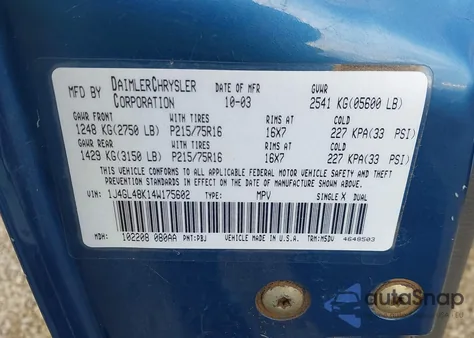 MFD BY DAIMLERCHRYSLER CORPORATION DATE OF MFR 10-03 GVWR 2541 KG(05600 LB)
GAWR FRONT WITH TIRES RIMS AT COLD
1248 KG(2750 LB) P215/75R16 16X7 227 KPA(33 PSI)
GAWR REAR WITH TIRES RIMS AT COLD
1429 KG(3150 LB) P215/75R16 16X7 227 KPA(33 PSI)
THIS VEHICLE CONFORMS TO ALL APPLICABLE FEDERAL MOTOR VEHICLE SAFETY, BUMPER, AND THEFT
PREVENTION STANDARDS IN EFFECT ON THE DATE OF MANUFACTURE SHOWN ABOVE.
VIN: 1J4GL48K14W175602 TYPE: MPV SINGLE X DUAL
MDH: 102208 080AA PNT:PBJ VEHICLE MADE IN U.S.A. TRM:M5DV 4648503
autoSnap